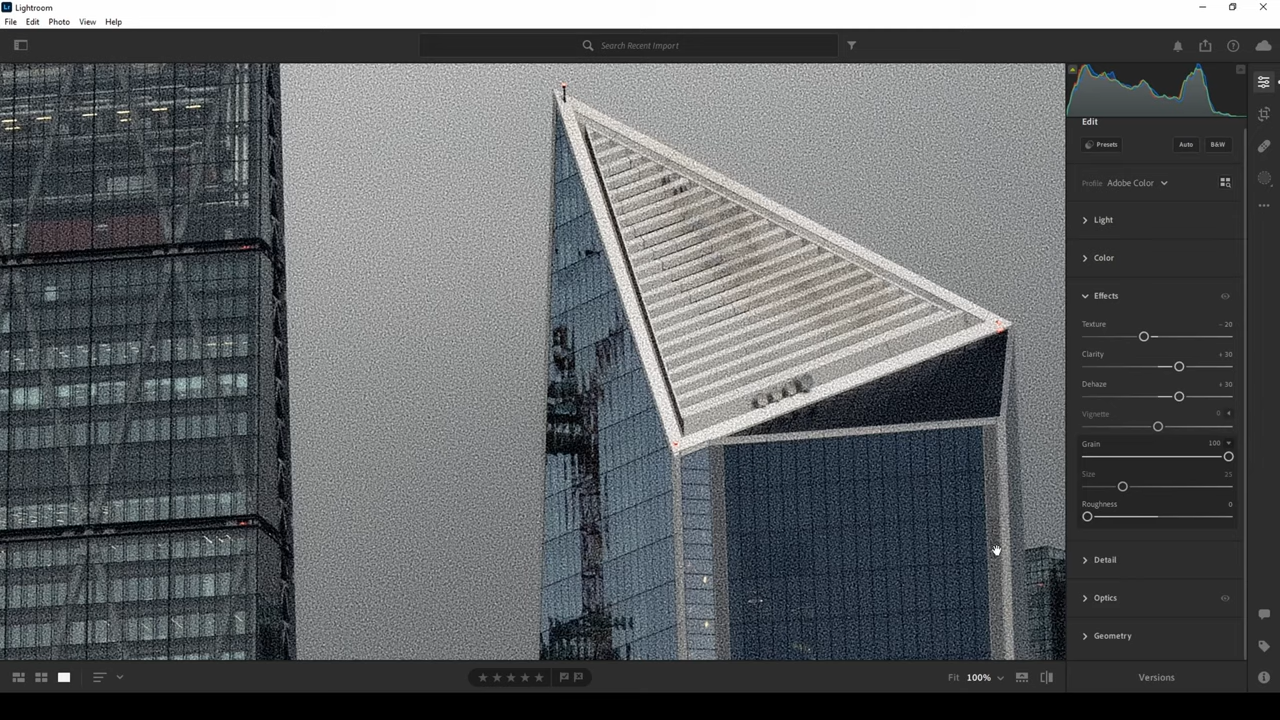 Lr Lightroom
File Edit Photo View Help
Search Recent Import
Edit
Presets Auto B&W
Profile Adobe Color
Light
Color
Effects
Texture - 20
Clarity + 30
Dehaze + 30
Vignette 0
Grain 100
Size 25
Roughness 0
Detail
Optics
Geometry
Fit 100% Versions